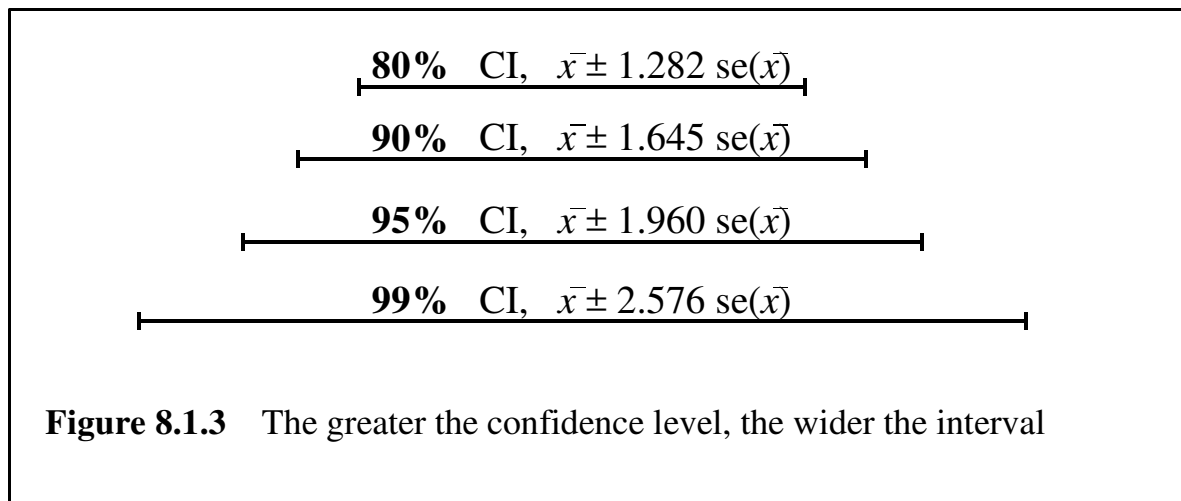 80% CI, x̄ ± 1.282 se(x̄)
90% CI, x̄ ± 1.645 se(x̄)
95% CI, x̄ ± 1.960 se(x̄)
99% CI, x̄ ± 2.576 se(x̄)
Figure 8.1.3 The greater the confidence level, the wider the interval